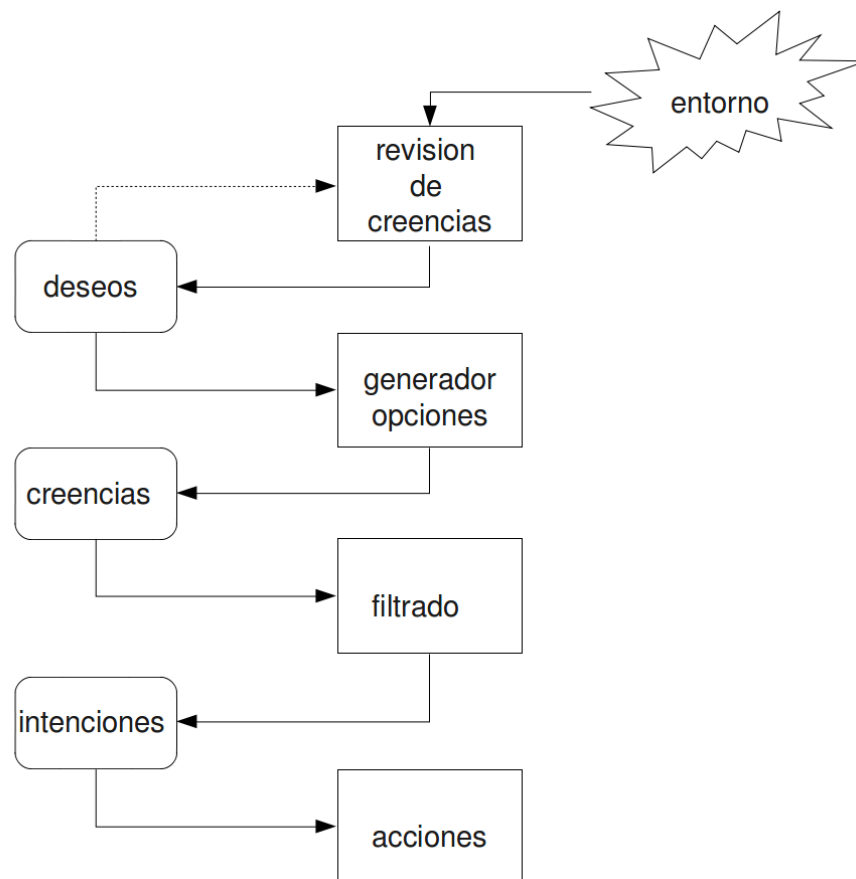 entorno
revision
de
creencias
deseos
generador
opciones
creencias
filtrado
intenciones
acciones